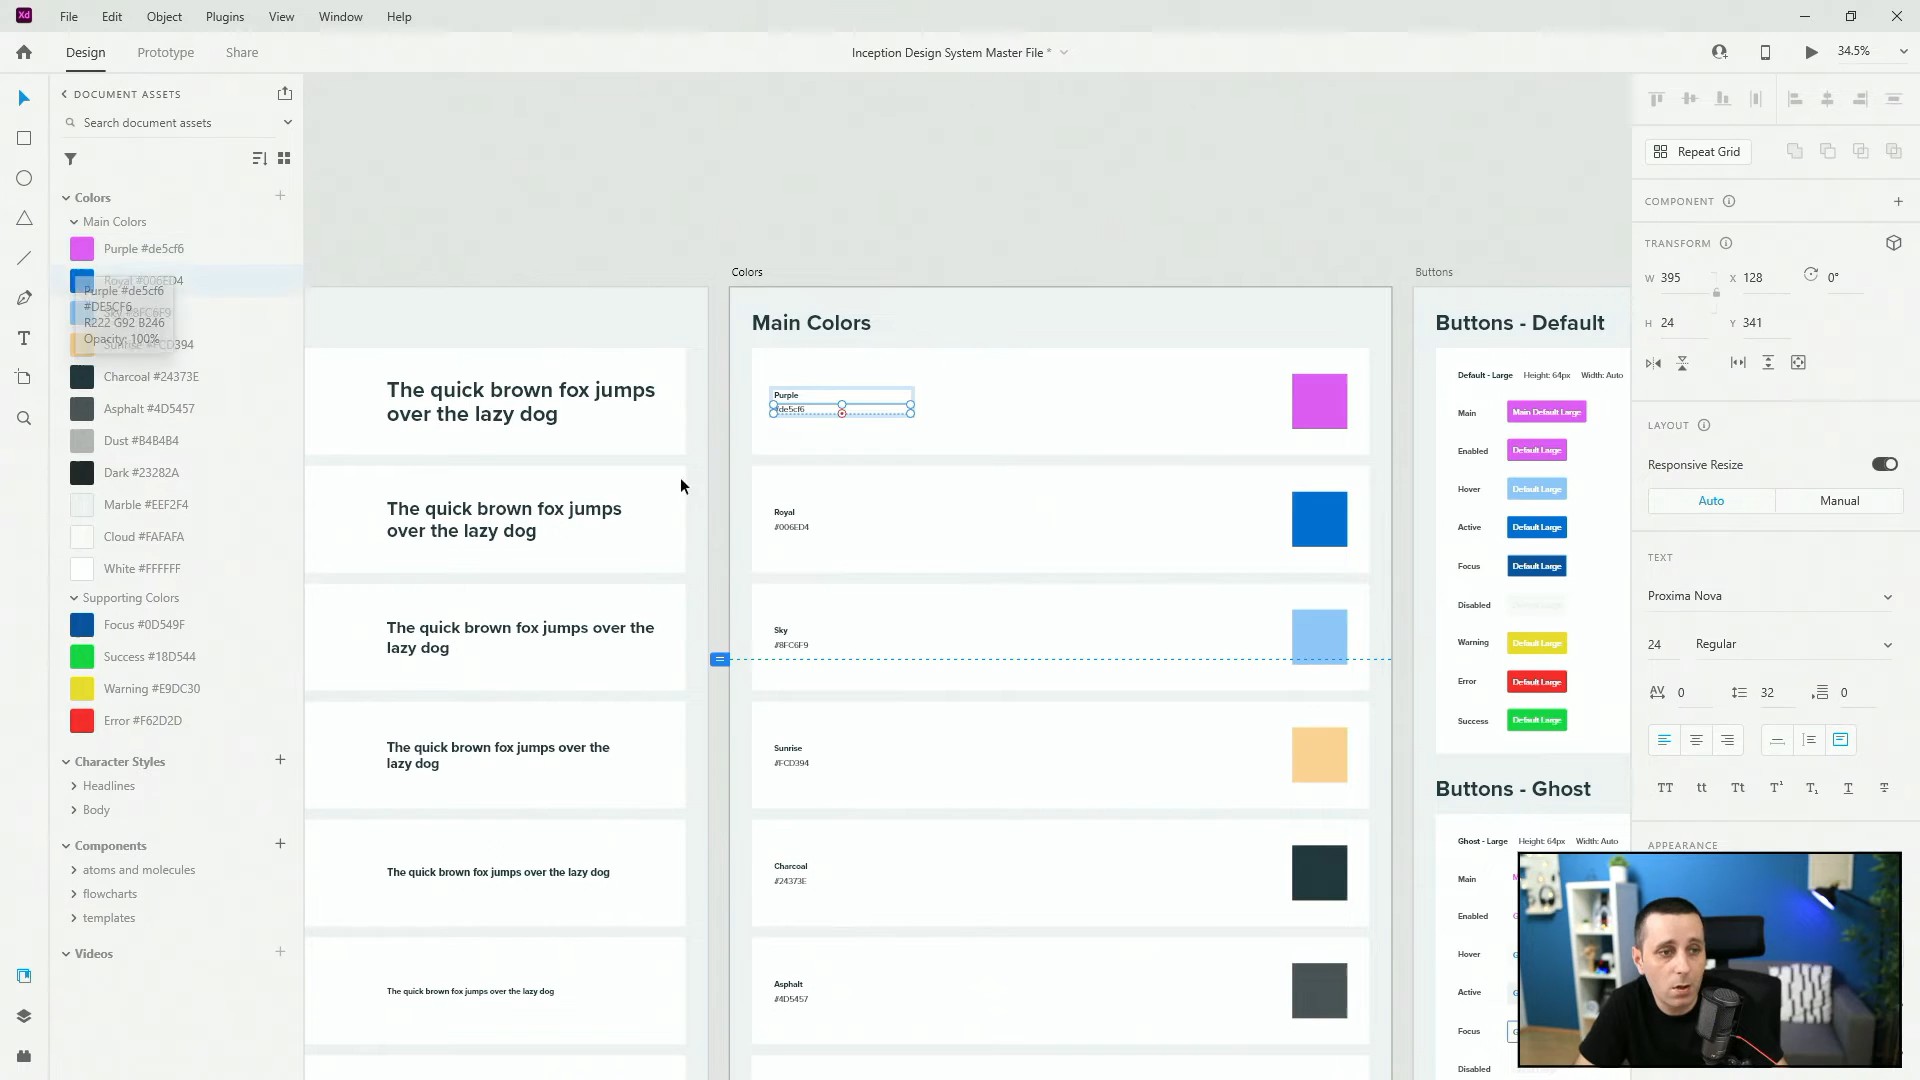 Xd
File
Edit
Object
Plugins
View
Window
Help
Design
Prototype
Share
Inception Design System Master File *
34.5%
DOCUMENT ASSETS
Search document assets
Colors
Main Colors
Purple #de5cf6
Royal #006ED4
Purple #de5cf6
#DE5CF6
Sky #8FC6F9
R222 G92 B246
Opacity: 100%
Sunrise #FCD394
Charcoal #24373E
Asphalt #4D5457
Dust #B4B4B4
Dark #23282A
Marble #EEF2F4
Cloud #FAFAFA
White #FFFFFF
Supporting Colors
Focus #0D549F
Success #18D544
Warning #E9DC30
Error #F62D2D
Character Styles
Headlines
Body
Components
atoms and molecules
flowcharts
templates
Videos
The quick brown fox jumps
over the lazy dog
The quick brown fox jumps
over the lazy dog
The quick brown fox jumps over the
lazy dog
The quick brown fox jumps over the
lazy dog
The quick brown fox jumps over the lazy dog
The quick brown fox jumps over the lazy dog
Colors
Main Colors
Purple
#de5cf6
Royal
#006ED4
Sky
#8FC6F9
Sunrise
#FCD394
Charcoal
#24373E
Asphalt
#4D5457
Buttons
Buttons - Default
Default - Large Height: 64px Width: Auto
Main Main Default Large
Enabled Default Large
Hover Default Large
Active Default Large
Focus Default Large
Disabled
Warning Default Large
Error Default Large
Success Default Large
Buttons - Ghost
Ghost - Large Height: 64px Width: Auto
Main
Enabled
Hover
Active
Focus
Disabled
Repeat Grid
COMPONENT
TRANSFORM
W 395 X 128 0°
H 24 Y 341
LAYOUT
Responsive Resize
Auto Manual
TEXT
Proxima Nova
24 Regular
AV 0 32 0
TT tt Tt T¹ T₁ T T
APPEARANCE